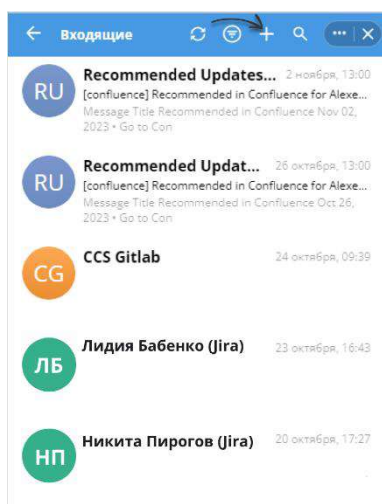 Входящие
RU
Recommended Updates... 2 ноября, 13:00
[confluence] Recommended in Confluence for Alexe...
Message Title Recommended in Confluence Nov 02,
2023 • Go to Con
RU
Recommended Updat... 26 октября, 13:00
[confluence] Recommended in Confluence for Alexe...
Message Title Recommended in Confluence Oct 26,
2023 • Go to Con
CG
CCS Gitlab 24 октября, 09:39
ЛБ
Лидия Бабенко (Jira) 23 октября, 16:43
НП
Никита Пирогов (Jira) 20 октября, 17:27